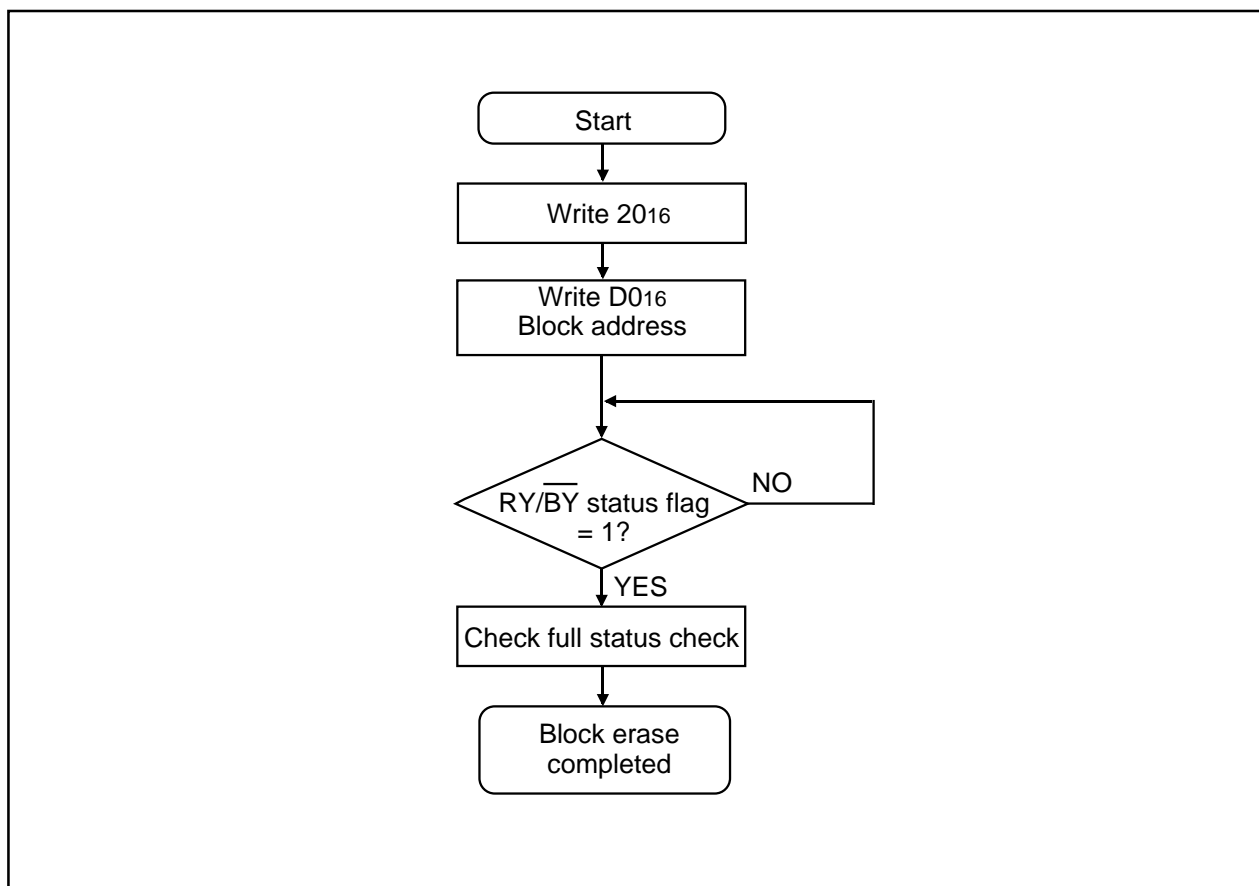 Start
Write 2016
Write D016
Block address
NO
RY/B̅Y̅ status flag
= 1?
YES
Check full status check
Block erase
completed